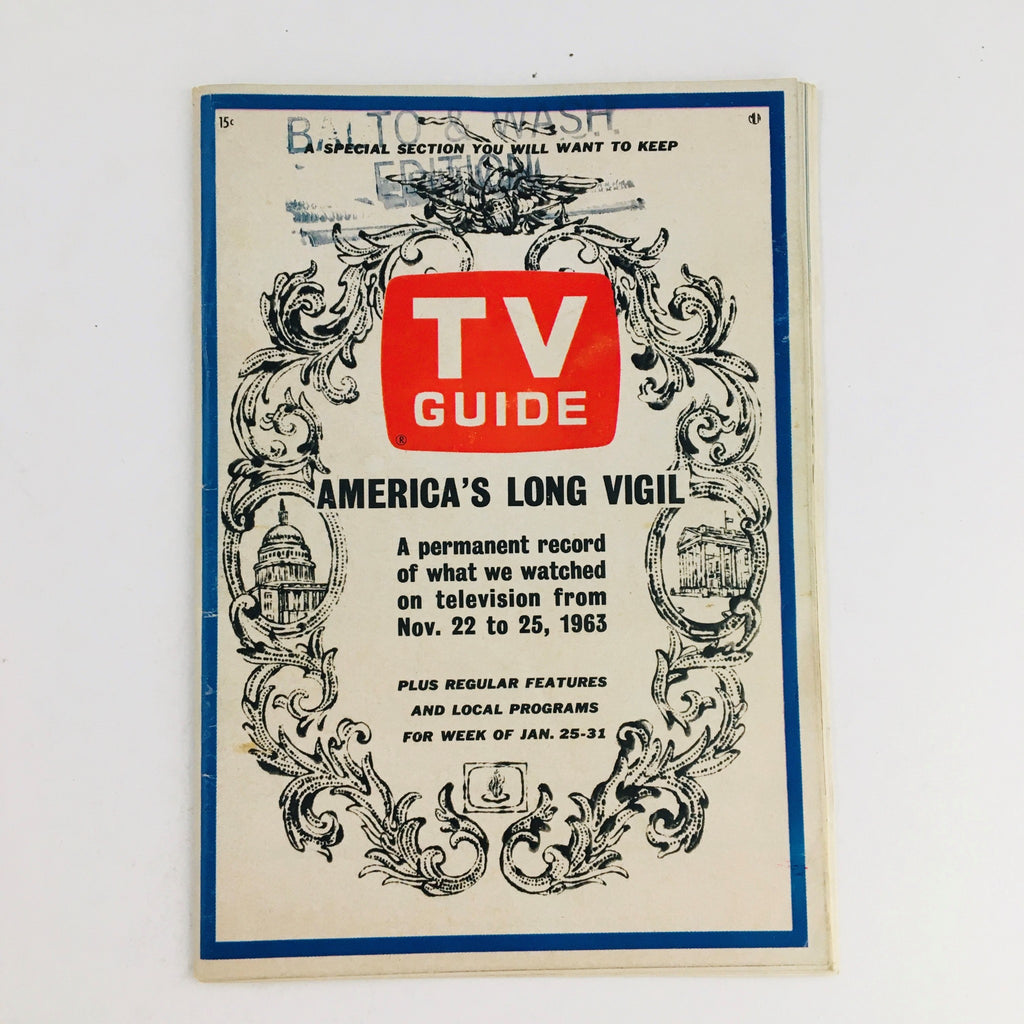 15¢
BALTO & WASH.
A SPECIAL SECTION YOU WILL WANT TO KEEP
EDITION
TV
GUIDE
®
AMERICA'S LONG VIGIL
A permanent record
of what we watched
on television from
Nov. 22 to 25, 1963
PLUS REGULAR FEATURES
AND LOCAL PROGRAMS
FOR WEEK OF JAN. 25-31